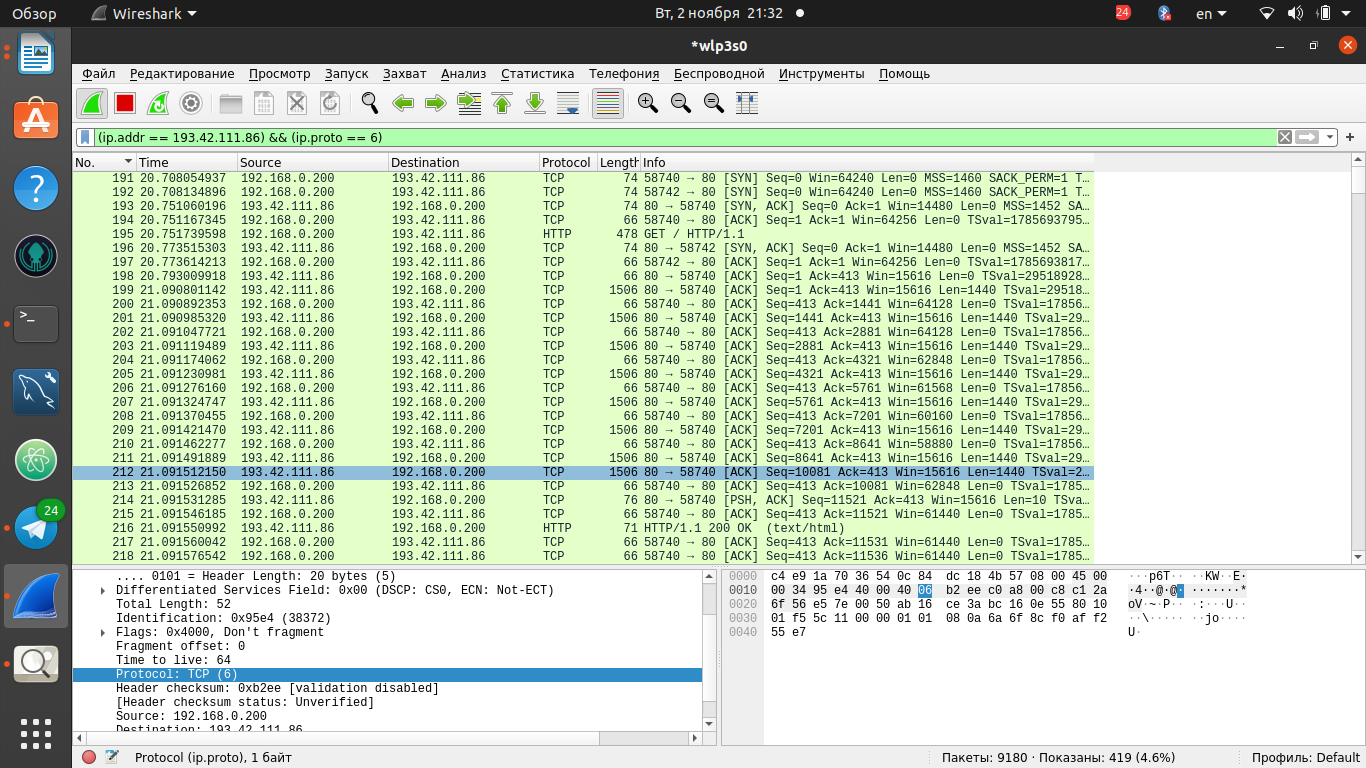 Обзор Wireshark Вт, 2 ноября 21:32 24 en
*wlp3s0
Файл Редактирование Просмотр Запуск Захват Анализ Статистика Телефония Беспроводной Инструменты Помощь
(ip.addr == 193.42.111.86) && (ip.proto == 6)
No. Time Source Destination Protocol Length Info
191 20.708054937 192.168.0.200 193.42.111.86 TCP 74 58740 → 80 [SYN] Seq=0 Win=64240 Len=0 MSS=1460 SACK_PERM=1 T…
192 20.708134896 192.168.0.200 193.42.111.86 TCP 74 58742 → 80 [SYN] Seq=0 Win=64240 Len=0 MSS=1460 SACK_PERM=1 T…
193 20.751060196 193.42.111.86 192.168.0.200 TCP 74 80 → 58740 [SYN, ACK] Seq=0 Ack=1 Win=14480 Len=0 MSS=1452 SA…
194 20.751167345 192.168.0.200 193.42.111.86 TCP 66 58740 → 80 [ACK] Seq=1 Ack=1 Win=64256 Len=0 TSval=1785693795…
195 20.751739598 192.168.0.200 193.42.111.86 HTTP 478 GET / HTTP/1.1
196 20.773515303 193.42.111.86 192.168.0.200 TCP 74 80 → 58742 [SYN, ACK] Seq=0 Ack=1 Win=14480 Len=0 MSS=1452 SA…
197 20.773614213 192.168.0.200 193.42.111.86 TCP 66 58742 → 80 [ACK] Seq=1 Ack=1 Win=64256 Len=0 TSval=1785693817…
198 20.793009918 193.42.111.86 192.168.0.200 TCP 66 80 → 58740 [ACK] Seq=1 Ack=413 Win=15616 Len=0 TSval=29518928…
199 21.090801142 193.42.111.86 192.168.0.200 TCP 1506 80 → 58740 [ACK] Seq=1 Ack=413 Win=15616 Len=1440 TSval=29518…
200 21.090892353 192.168.0.200 193.42.111.86 TCP 66 58740 → 80 [ACK] Seq=413 Ack=1441 Win=64128 Len=0 TSval=17856…
201 21.090985320 193.42.111.86 192.168.0.200 TCP 1506 80 → 58740 [ACK] Seq=1441 Ack=413 Win=15616 Len=1440 TSval=29…
202 21.091047721 192.168.0.200 193.42.111.86 TCP 66 58740 → 80 [ACK] Seq=413 Ack=2881 Win=64128 Len=0 TSval=17856…
203 21.091119489 193.42.111.86 192.168.0.200 TCP 1506 80 → 58740 [ACK] Seq=2881 Ack=413 Win=15616 Len=1440 TSval=29…
204 21.091174062 192.168.0.200 193.42.111.86 TCP 66 58740 → 80 [ACK] Seq=413 Ack=4321 Win=62848 Len=0 TSval=17856…
205 21.091230981 193.42.111.86 192.168.0.200 TCP 1506 80 → 58740 [ACK] Seq=4321 Ack=413 Win=15616 Len=1440 TSval=29…
206 21.091276160 192.168.0.200 193.42.111.86 TCP 66 58740 → 80 [ACK] Seq=413 Ack=5761 Win=61568 Len=0 TSval=17856…
207 21.091324747 193.42.111.86 192.168.0.200 TCP 1506 80 → 58740 [ACK] Seq=5761 Ack=413 Win=15616 Len=1440 TSval=29…
208 21.091370455 192.168.0.200 193.42.111.86 TCP 66 58740 → 80 [ACK] Seq=413 Ack=7201 Win=60160 Len=0 TSval=17856…
209 21.091421470 193.42.111.86 192.168.0.200 TCP 1506 80 → 58740 [ACK] Seq=7201 Ack=413 Win=15616 Len=1440 TSval=29…
210 21.091462277 192.168.0.200 193.42.111.86 TCP 66 58740 → 80 [ACK] Seq=413 Ack=8641 Win=58880 Len=0 TSval=17856…
211 21.091491889 193.42.111.86 192.168.0.200 TCP 1506 80 → 58740 [ACK] Seq=8641 Ack=413 Win=15616 Len=1440 TSval=29…
212 21.091512150 193.42.111.86 192.168.0.200 TCP 1506 80 → 58740 [ACK] Seq=10081 Ack=413 Win=15616 Len=1440 TSval=2…
213 21.091526852 192.168.0.200 193.42.111.86 TCP 66 58740 → 80 [ACK] Seq=413 Ack=10081 Win=62848 Len=0 TSval=1785…
214 21.091531285 193.42.111.86 192.168.0.200 TCP 76 80 → 58740 [PSH, ACK] Seq=11521 Ack=413 Win=15616 Len=10 TSva…
215 21.091546185 192.168.0.200 193.42.111.86 TCP 66 58740 → 80 [ACK] Seq=413 Ack=11521 Win=61440 Len=0 TSval=1785…
216 21.091550992 193.42.111.86 192.168.0.200 HTTP 71 HTTP/1.1 200 OK (text/html)
217 21.091560042 192.168.0.200 193.42.111.86 TCP 66 58740 → 80 [ACK] Seq=413 Ack=11531 Win=61440 Len=0 TSval=1785…
218 21.091576542 192.168.0.200 193.42.111.86 TCP 66 58740 → 80 [ACK] Seq=413 Ack=11536 Win=61440 Len=0 TSval=1785…
24
.... 0101 = Header Length: 20 bytes (5)
Differentiated Services Field: 0x00 (DSCP: CS0, ECN: Not-ECT)
Total Length: 52
Identification: 0x95e4 (38372)
Flags: 0x4000, Don't fragment
Fragment offset: 0
Time to live: 64
Protocol: TCP (6)
Header checksum: 0xb2ee [validation disabled]
[Header checksum status: Unverified]
Source: 192.168.0.200
Destination: 193.42.111.86
0000 c4 e9 1a 70 36 54 0c 84 dc 18 4b 57 08 00 45 00 ···p6T·· ··KW··E·
0010 00 34 95 e4 40 00 40 06 b2 ee c0 a8 00 c8 c1 2a ·4··@·@· ·······*
0020 6f 56 e5 7e 00 50 ab 16 ce 3a bc 16 0e 55 80 10 oV·~·P·· ·:···U··
0030 01 f5 5c 11 00 00 01 01 08 0a 6a 6f 8c f0 af f2 ··\····· ··jo····
0040 55 e7 U·
Protocol (ip.proto), 1 байт Пакеты: 9180 · Показаны: 419 (4.6%) Профиль: Default